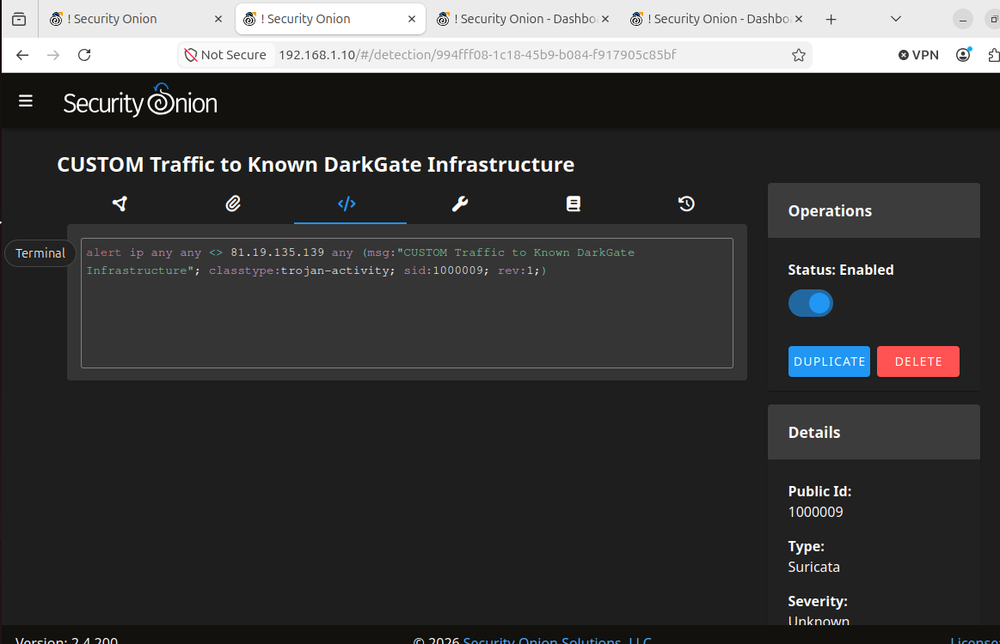 ! Security Onion
! Security Onion
! Security Onion - Dashbo
! Security Onion - Dashbo
Not Secure 192.168.1.10/#/detection/994fff08-1c18-45b9-b084-f917905c85bf
VPN
Security Onion
CUSTOM Traffic to Known DarkGate Infrastructure
Terminal
alert ip any any <> 81.19.135.139 any (msg:"CUSTOM Traffic to Known DarkGate
Infrastructure"; classtype:trojan-activity; sid:1000009; rev:1;)
Operations
Status: Enabled
DUPLICATE DELETE
Details
Public Id:
1000009
Type:
Suricata
Severity:
Unknown
Version: 2.4.200 © 2026 Security Onion Solutions, LLC License